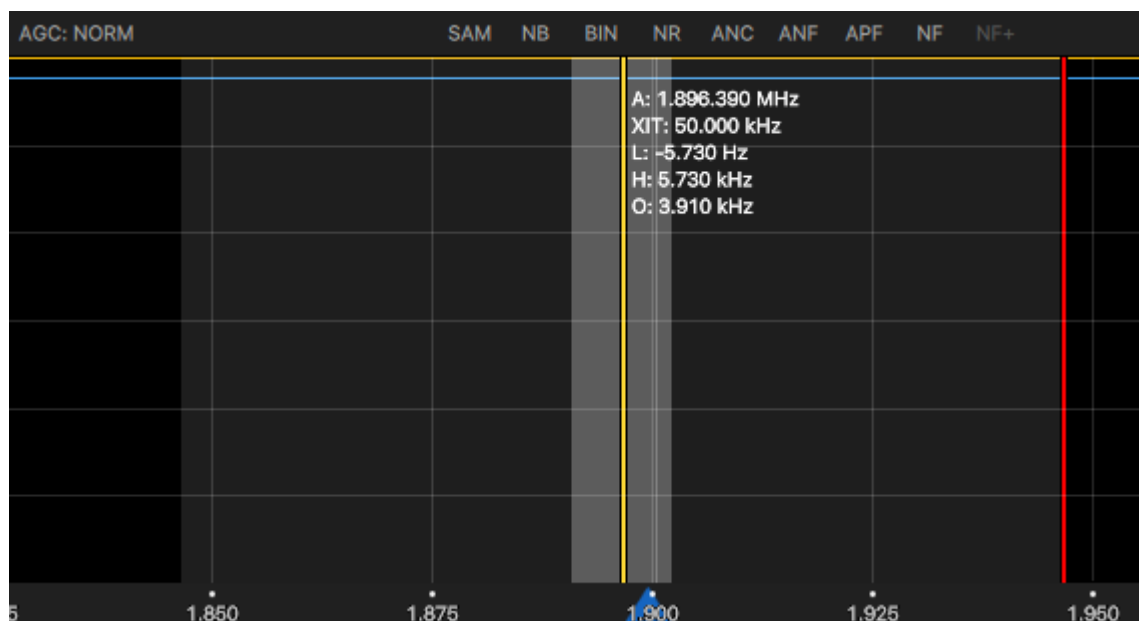 AGC: NORM SAM NB BIN NR ANC ANF APF NF NF+
A: 1.896.390 MHz
XIT: 50.000 kHz
L: -5.730 Hz
H: 5.730 kHz
O: 3.910 kHz
5 1.850 1.875 1.900 1.925 1.950